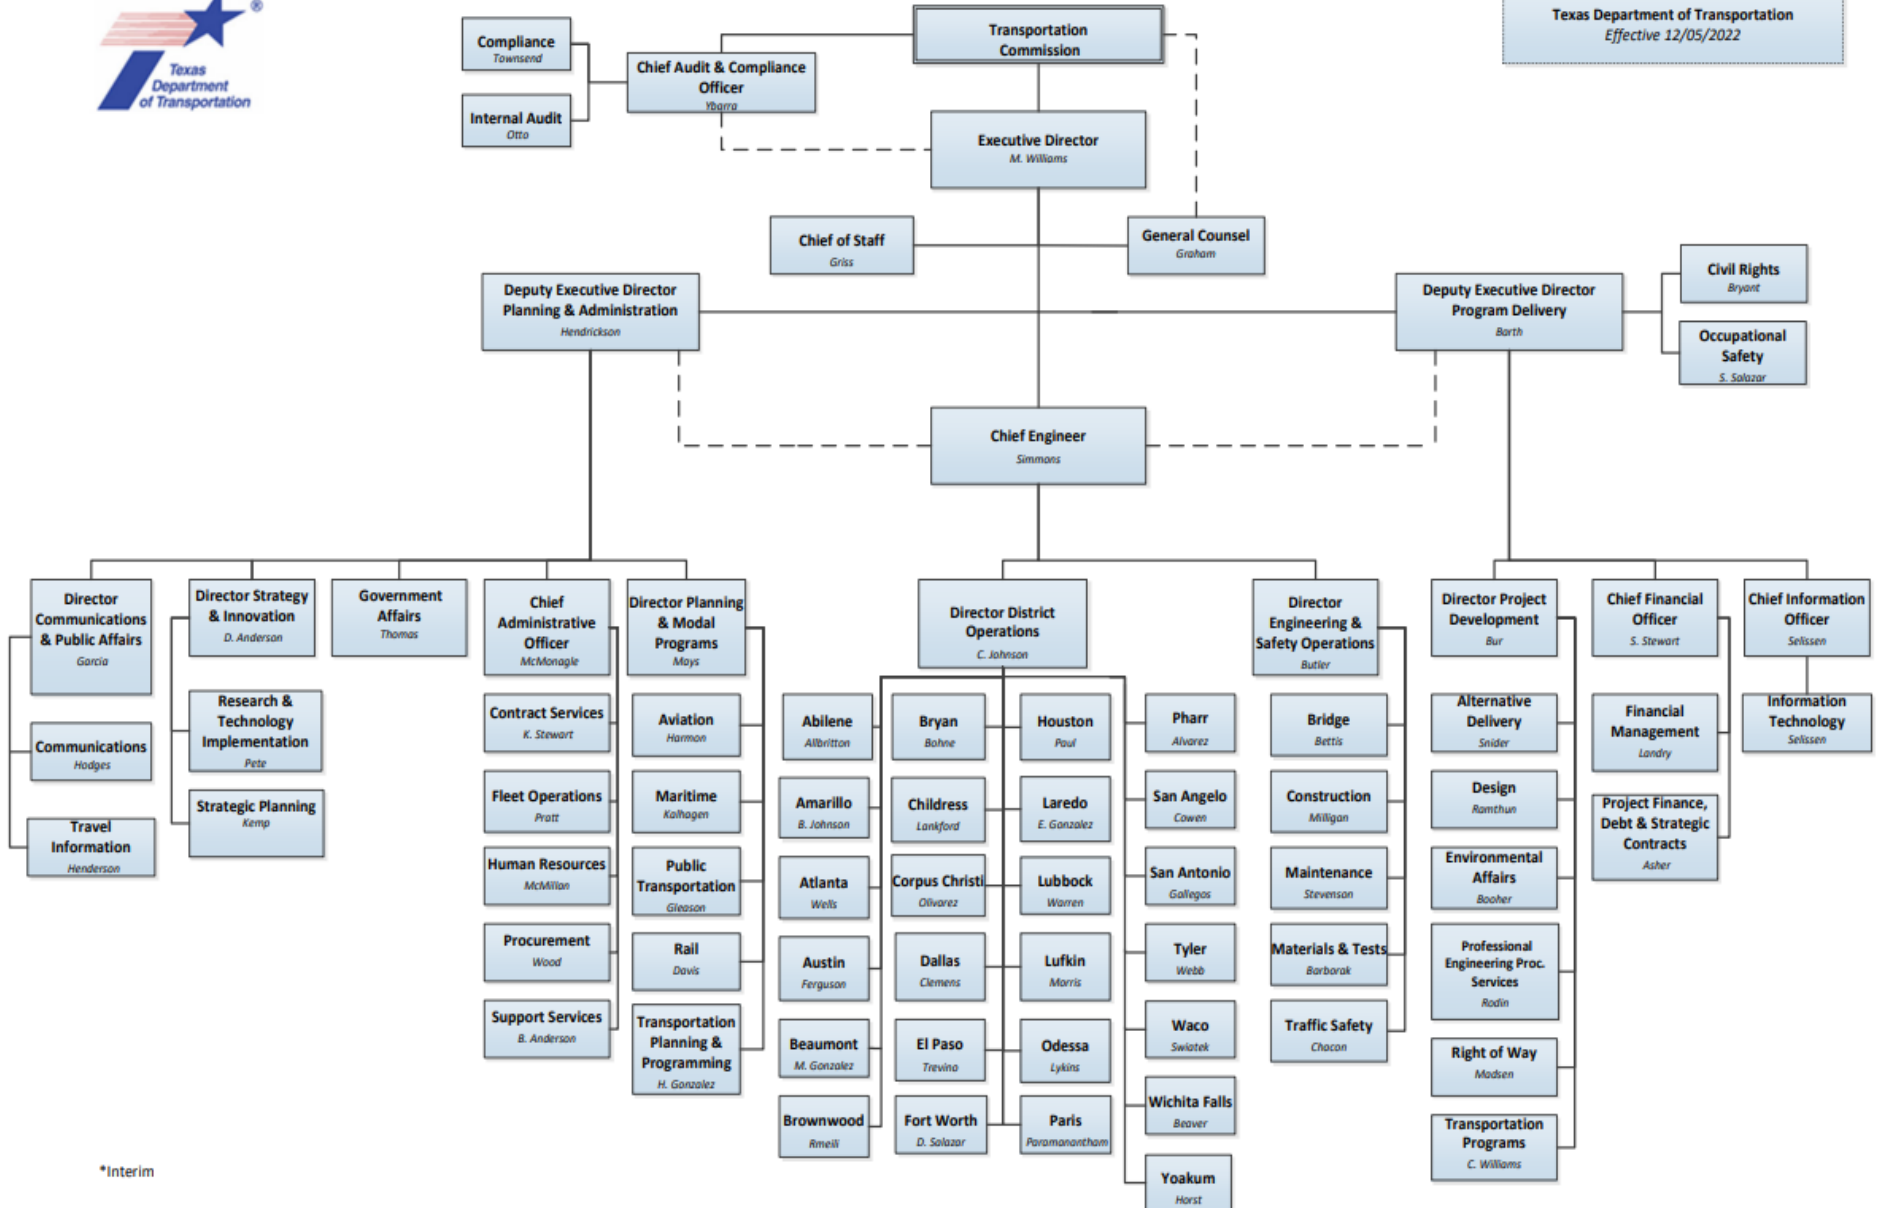 Texas
Department
of Transportation
®
Texas Department of Transportation
Effective 12/05/2022
Transportation
Commission
Compliance
Townsend
Internal Audit
Otto
Chief Audit & Compliance
Officer
Ybarra
Executive Director
M. Williams
Chief of Staff
Griss
General Counsel
Graham
Deputy Executive Director
Planning & Administration
Hendrickson
Deputy Executive Director
Program Delivery
Barth
Civil Rights
Bryant
Occupational
Safety
S. Salazar
Chief Engineer
Simmons
Director
Communications
& Public Affairs
Garcia
Communications
Hodges
Travel
Information
Henderson
Director Strategy
& Innovation
D. Anderson
Research &
Technology
Implementation
Pete
Strategic Planning
Kemp
Government
Affairs
Thomas
Chief
Administrative
Officer
McMonagle
Contract Services
K. Stewart
Fleet Operations
Pratt
Human Resources
McMillan
Procurement
Wood
Support Services
B. Anderson
Director Planning
& Modal
Programs
Mays
Aviation
Harmon
Maritime
Kalhagen
Public
Transportation
Gleason
Rail
Davis
Transportation
Planning &
Programming
H. Gonzalez
Director District
Operations
C. Johnson
Abilene
Allbritton
Amarillo
B. Johnson
Atlanta
Wells
Austin
Ferguson
Beaumont
M. Gonzalez
Brownwood
Rmeili
Bryan
Bohne
Childress
Lankford
Corpus Christi
Olivarez
Dallas
Clemens
El Paso
Trevino
Fort Worth
D. Salazar
Houston
Paul
Laredo
E. Gonzalez
Lubbock
Warren
Lufkin
Morris
Odessa
Lykins
Paris
Paramanantham
Pharr
Alvarez
San Angelo
Cowen
San Antonio
Gallegos
Tyler
Webb
Waco
Swiatek
Wichita Falls
Beaver
Yoakum
Horst
Director
Engineering &
Safety Operations
Butler
Bridge
Bettis
Construction
Milligan
Maintenance
Stevenson
Materials & Tests
Barborak
Traffic Safety
Chacon
Director Project
Development
Bur
Alternative
Delivery
Snider
Design
Ramthun
Environmental
Affairs
Booher
Professional
Engineering Proc.
Services
Rodin
Right of Way
Madsen
Transportation
Programs
C. Williams
Chief Financial
Officer
S. Stewart
Financial
Management
Landry
Project Finance,
Debt & Strategic
Contracts
Asher
Chief Information
Officer
Selissen
Information
Technology
Selissen
*Interim